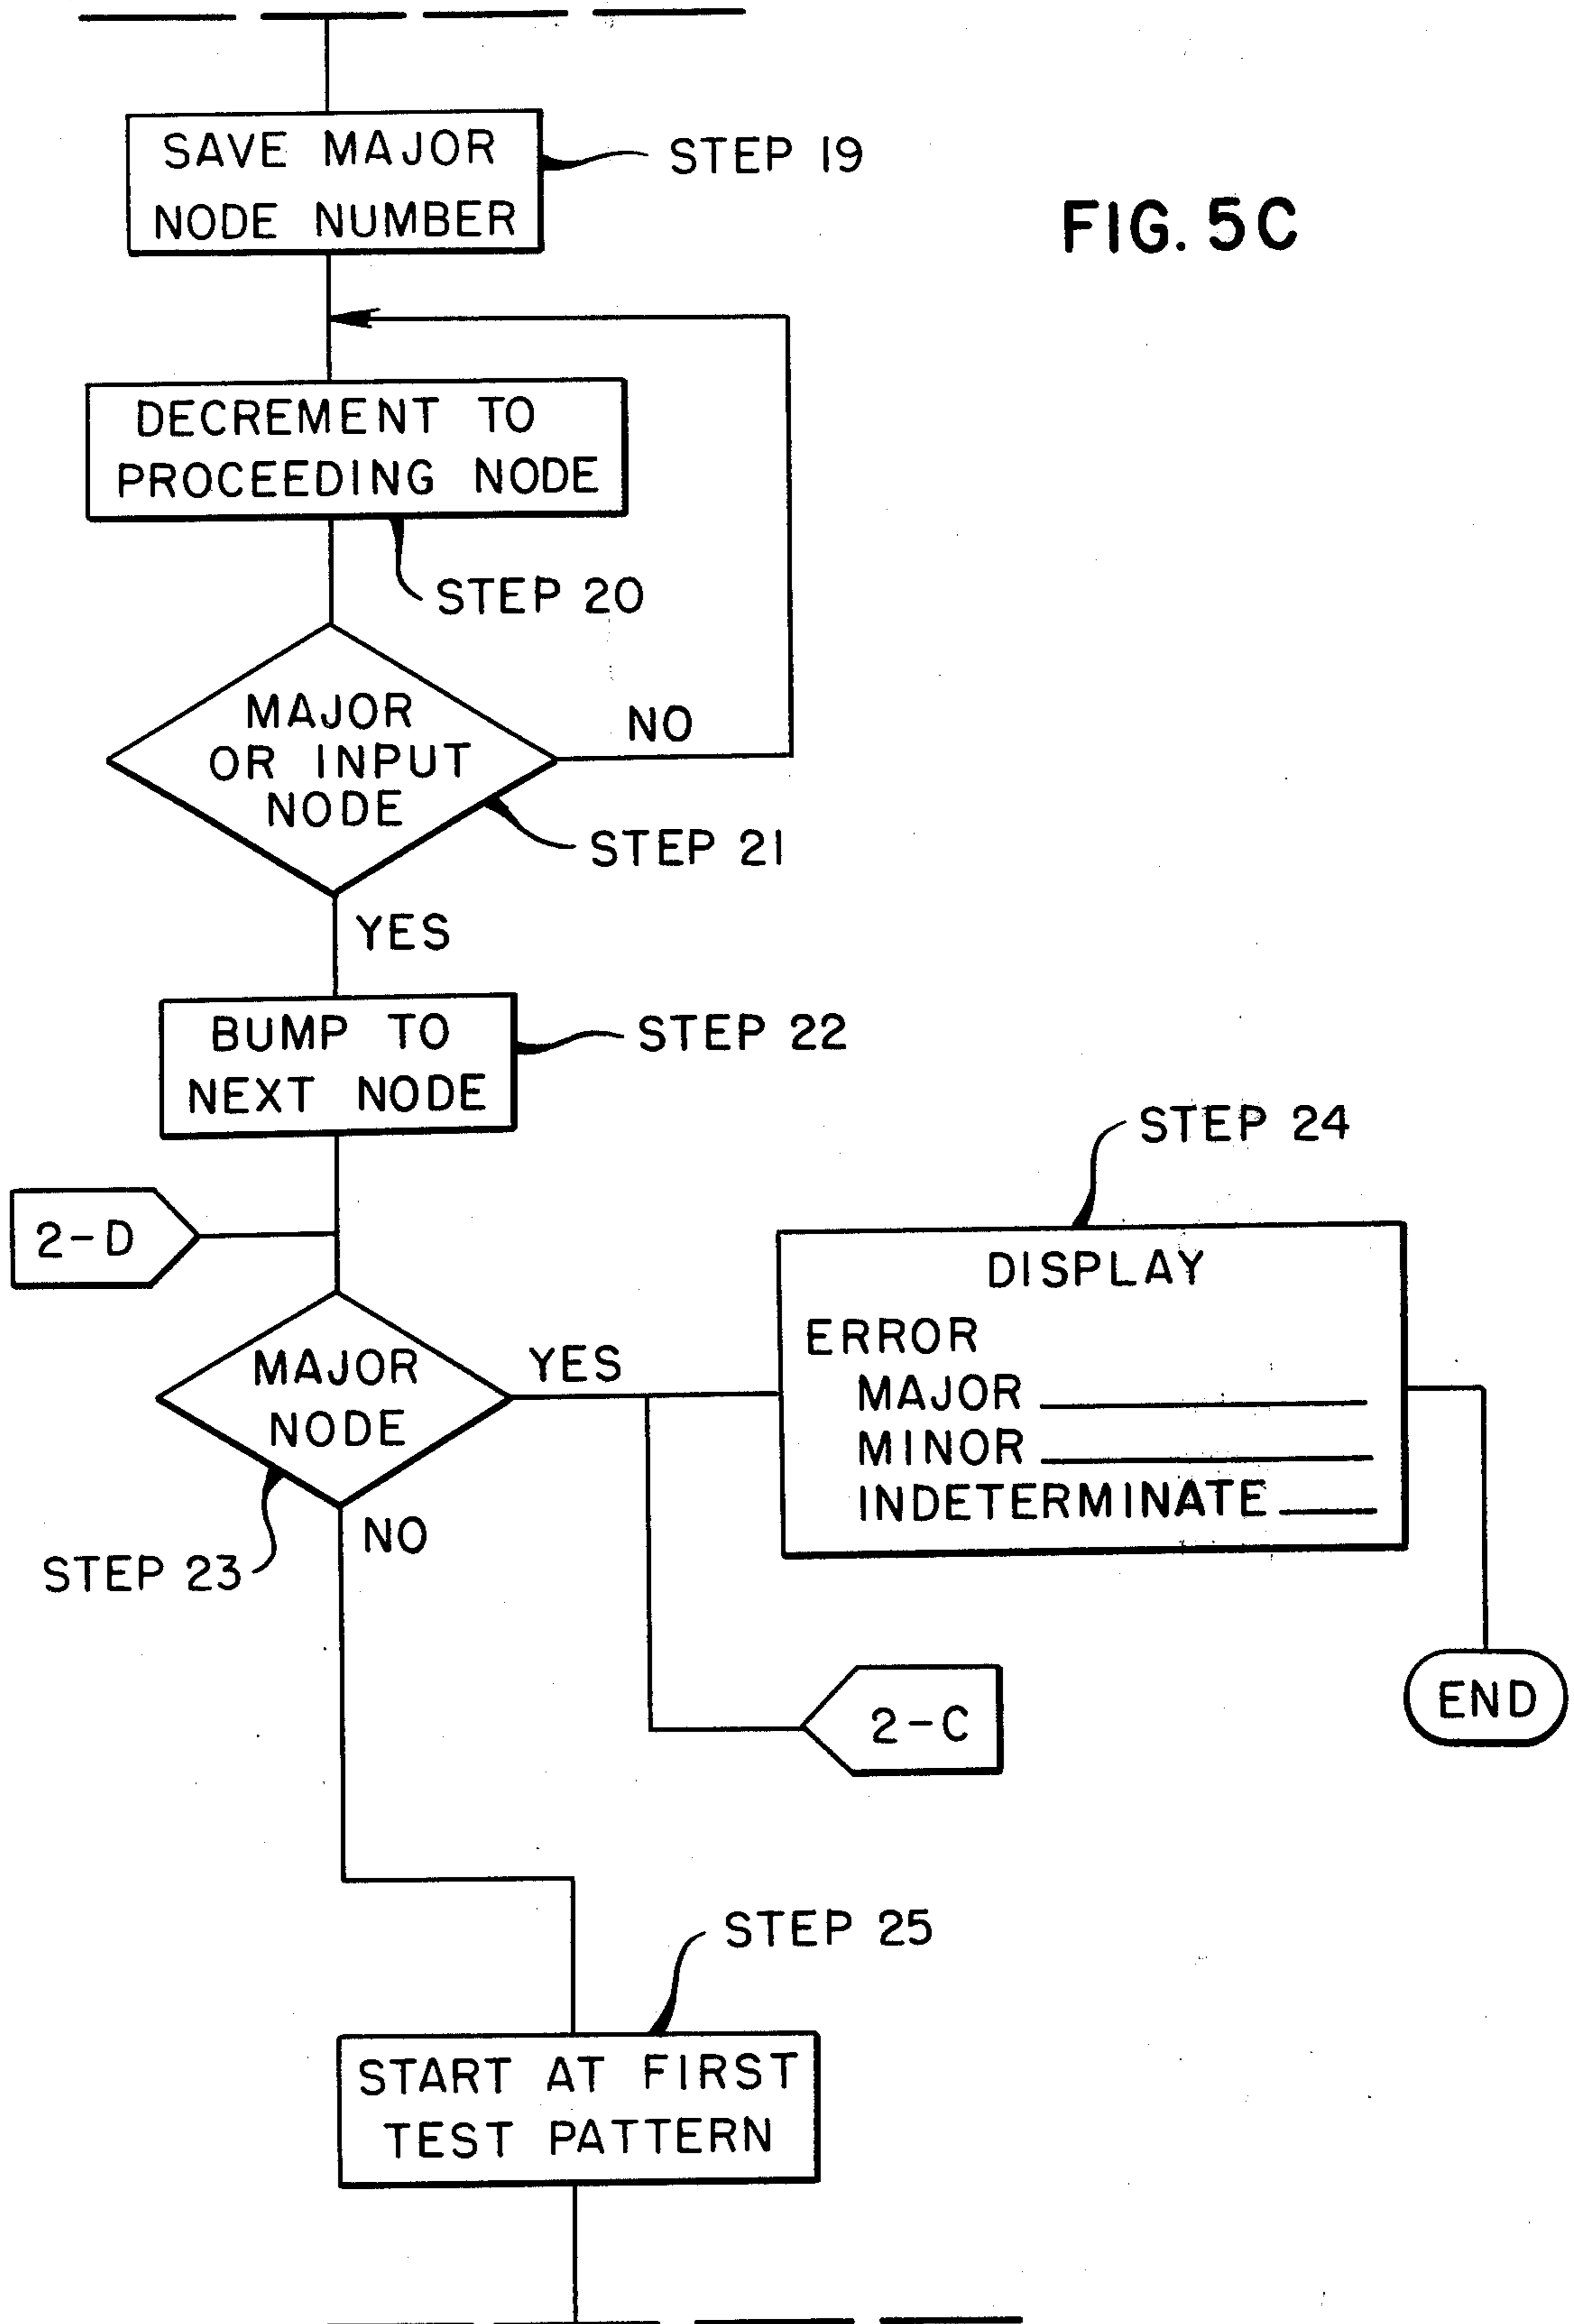 SAVE MAJOR
NODE NUMBER
STEP 19
FIG. 5C
DECREMENT TO
PROCEEDING NODE
STEP 20
MAJOR
OR INPUT
NODE
NO
STEP 21
YES
BUMP TO
NEXT NODE
STEP 22
STEP 24
2-D
DISPLAY
ERROR
MAJOR
MINOR
INDETERMINATE
MAJOR
NODE
YES
NO
STEP 23
2-C
END
STEP 25
START AT FIRST
TEST PATTERN